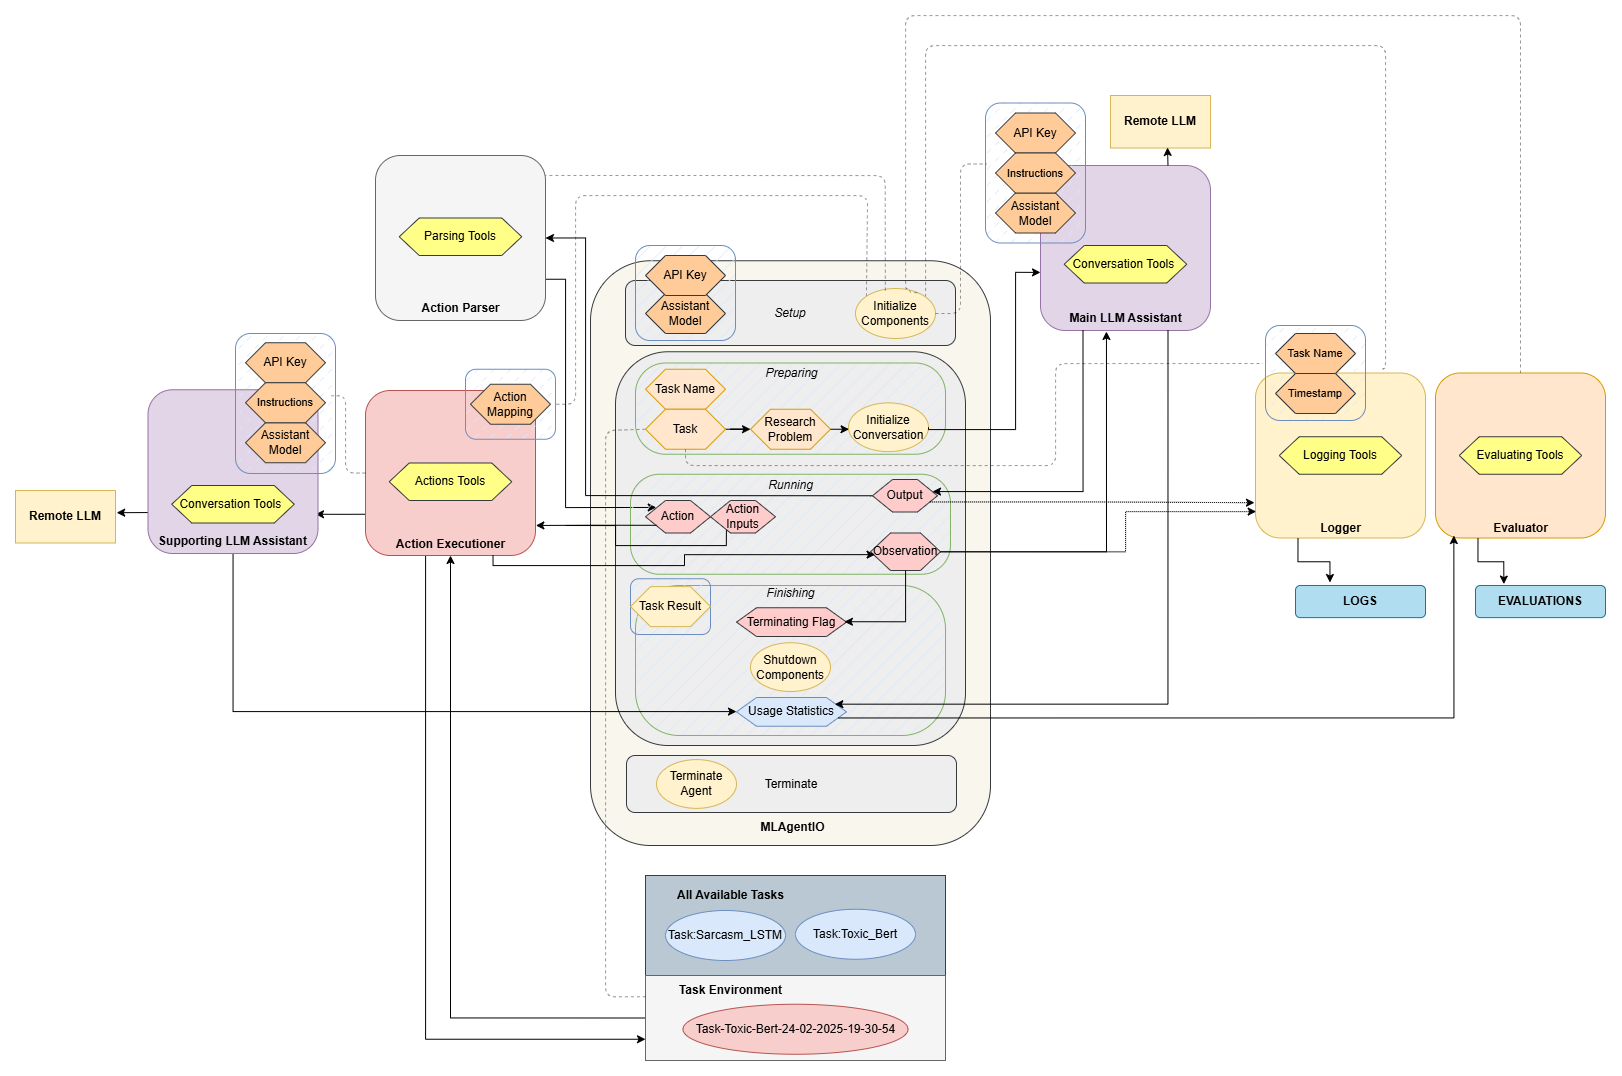 API Key
Remote LLM
Instructions
Assistant
Model
Parsing Tools
Conversation Tools
Action Parser
API Key
Assistant
Model
Setup
Initialize
Components
Main LLM Assistant
API Key
Instructions
Assistant
Model
Action
Mapping
Preparing
Task Name
Task
Research
Problem
Initialize
Conversation
Task Name
Timestamp
Logging Tools
Evaluating Tools
Actions Tools
Conversation Tools
Remote LLM
Supporting LLM Assistant
Action Executioner
Running
Output
Action
Action
Inputs
Observation
Logger
Evaluator
Finishing
Task Result
Terminating Flag
LOGS
EVALUATIONS
Shutdown
Components
Usage Statistics
Terminate
Agent
Terminate
MLAgentIO
All Available Tasks
Task:Sarcasm_LSTM
Task:Toxic_Bert
Task Environment
Task-Toxic-Bert-24-02-2025-19-30-54